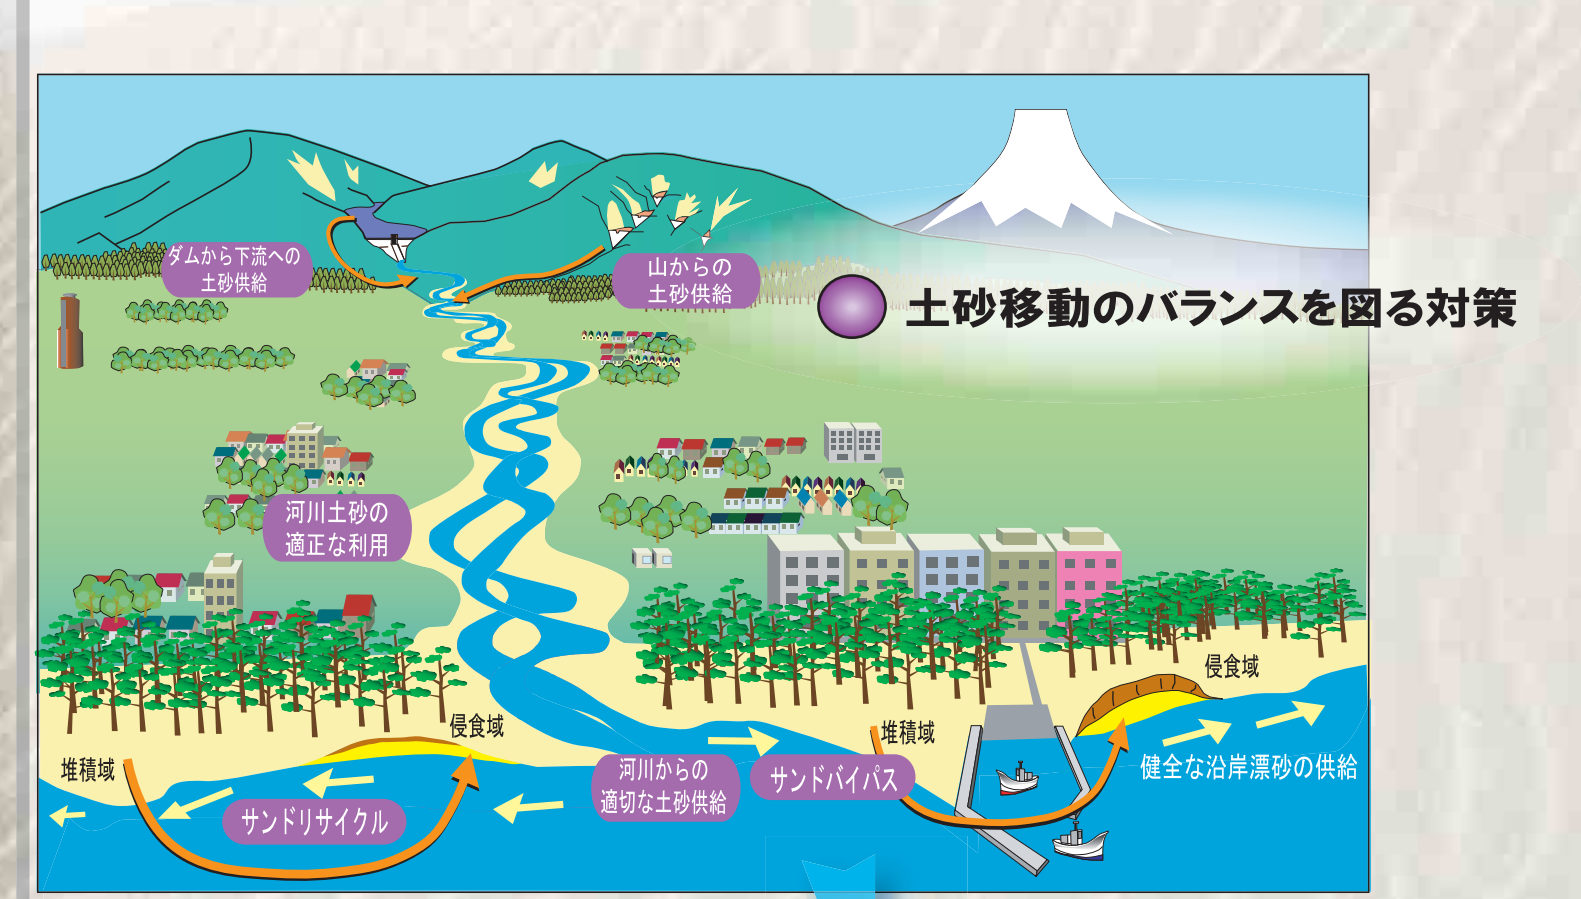 ダムから下流への
土砂供給
山からの
土砂供給
土砂移動のバランスを図る対策
河川土砂の
適正な利用
侵食域
侵食域
堆積域
堆積域
河川からの
適切な土砂供給
サンドバイパス
健全な沿岸漂砂の供給
サンドリサイクル